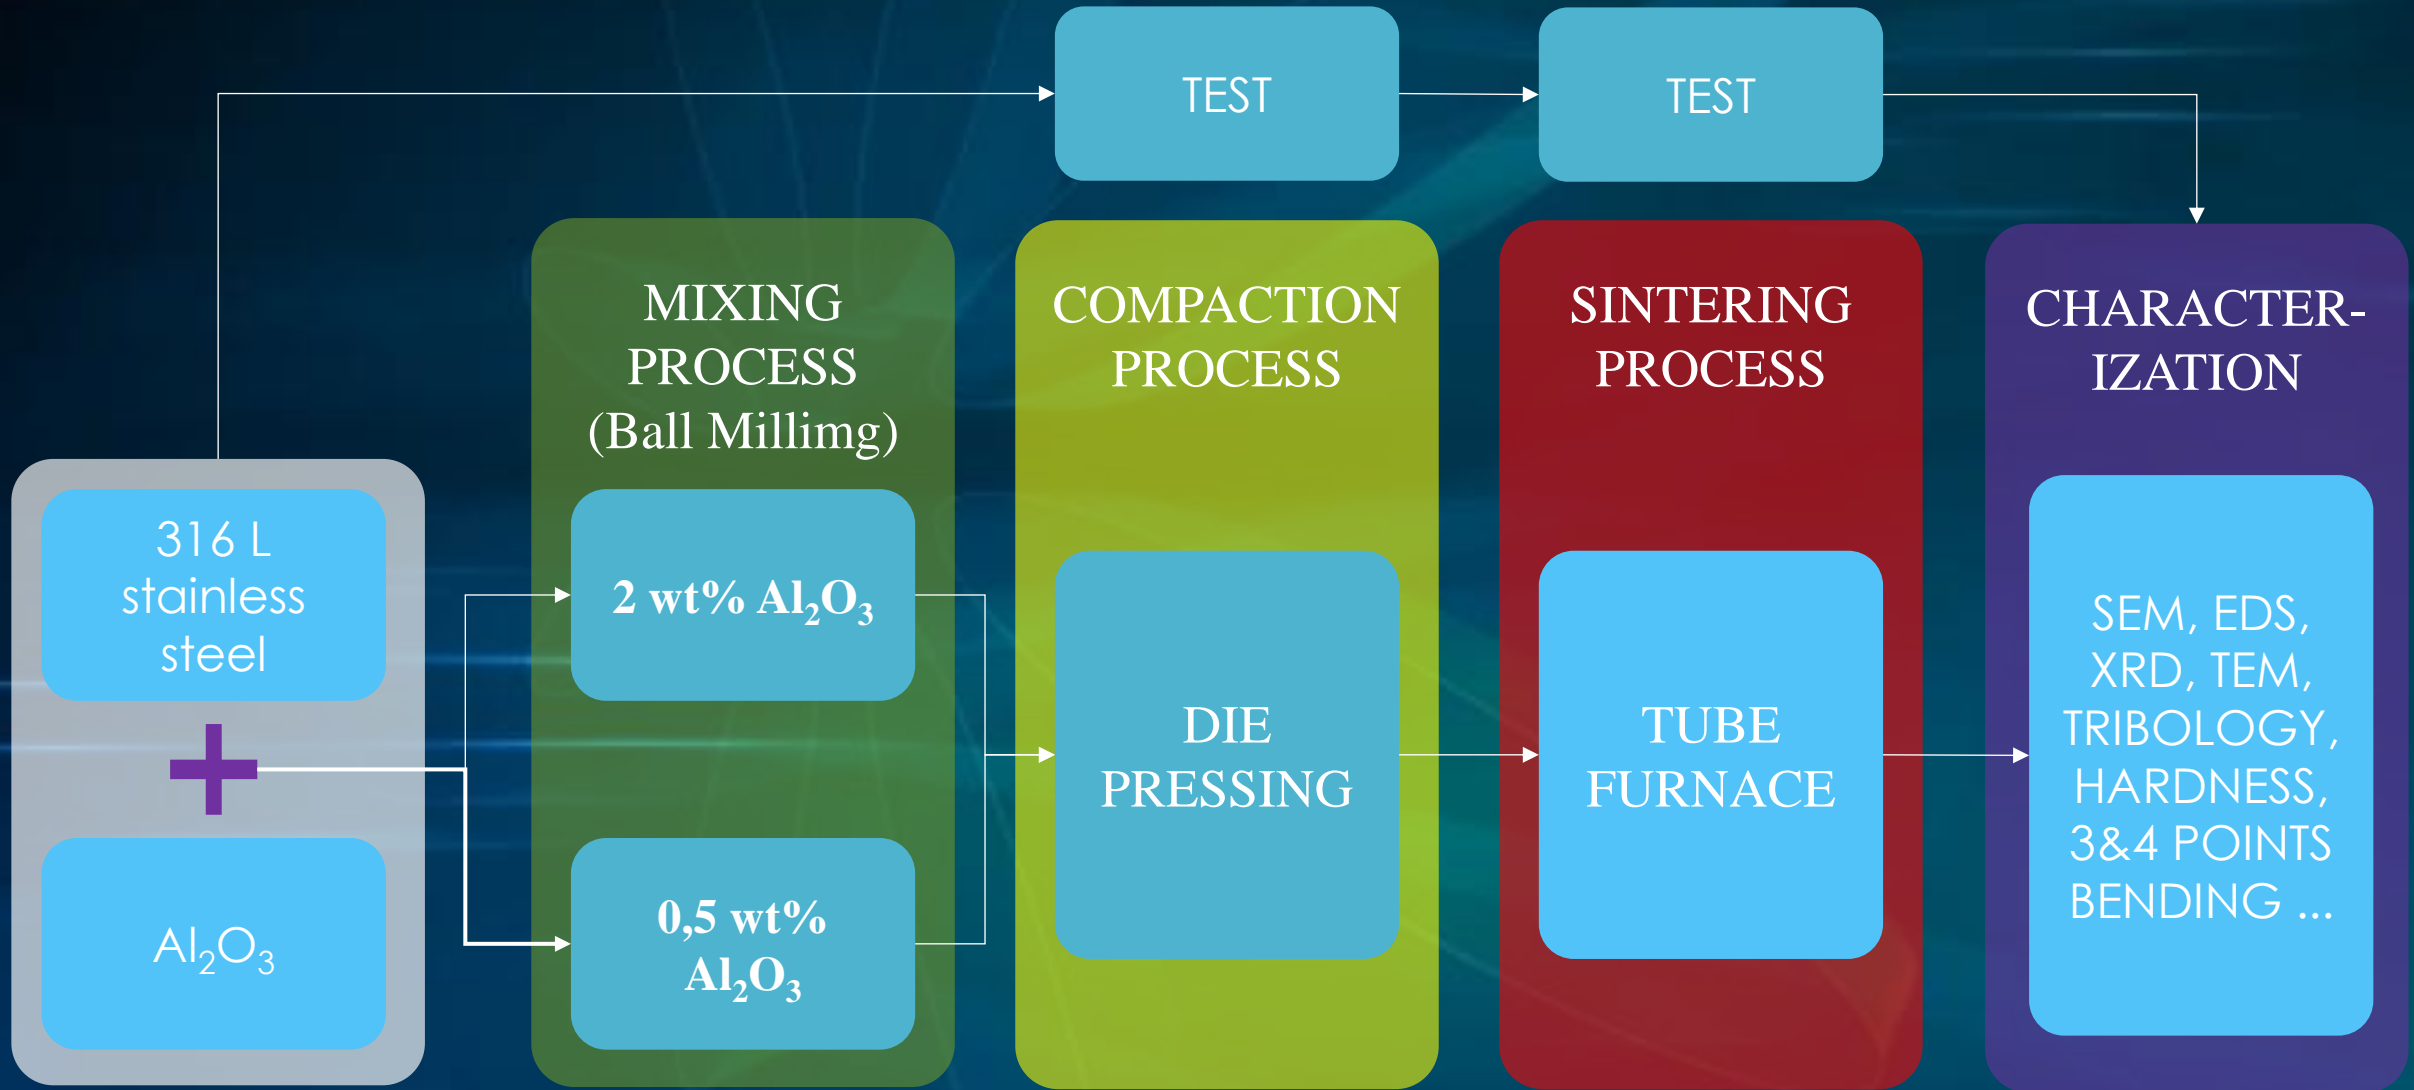 TEST
TEST
MIXING
PROCESS
(Ball Millimg)
COMPACTION
PROCESS
SINTERING
PROCESS
CHARACTER-
IZATION
316 L
stainless
steel
Al₂O₃
2 wt% Al₂O₃
0,5 wt%
Al₂O₃
DIE
PRESSING
TUBE
FURNACE
SEM, EDS,
XRD, TEM,
TRIBOLOGY,
HARDNESS,
3&4 POINTS
BENDING ...